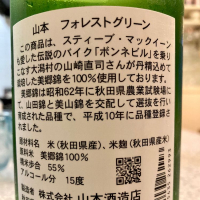 山本　フォレストグリーン
この商品は、スティーブ・マックイーン
も愛した伝説のバイク「ボンネビル」を乗り
こなす大潟村の山崎直司さんが丹精込めて
栽培した美郷錦を100%使用しております。
美郷錦は昭和62年に秋田県農業試験場に
て、山田錦と美山錦を交配して選抜を行い
開発された品種で、平成10年に品種登録さ
れました。
原材料　米（秋田県産米）、米麹（秋田県産米）
原料米　美郷錦100%
精米歩合　55%
アルコール分　15度
製造者　株式会社 山本酒造店